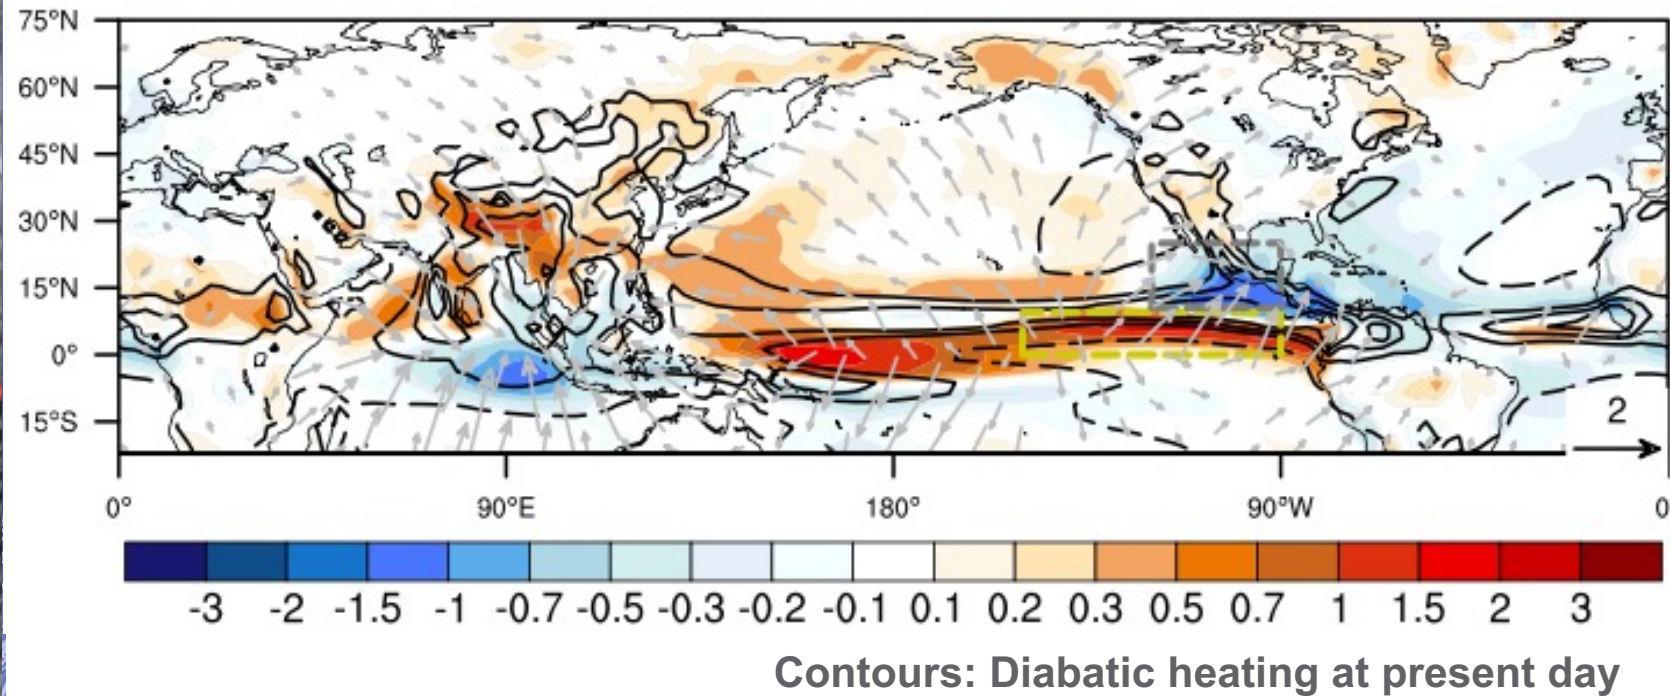 75°N
60°N
45°N
30°N
15°N
0°
15°S
2
0° 90°E 180° 90°W 0
-3 -2 -1.5 -1 -0.7 -0.5 -0.3 -0.2 -0.1 0.1 0.2 0.3 0.5 0.7 1 1.5 2 3
Contours: Diabatic heating at present day